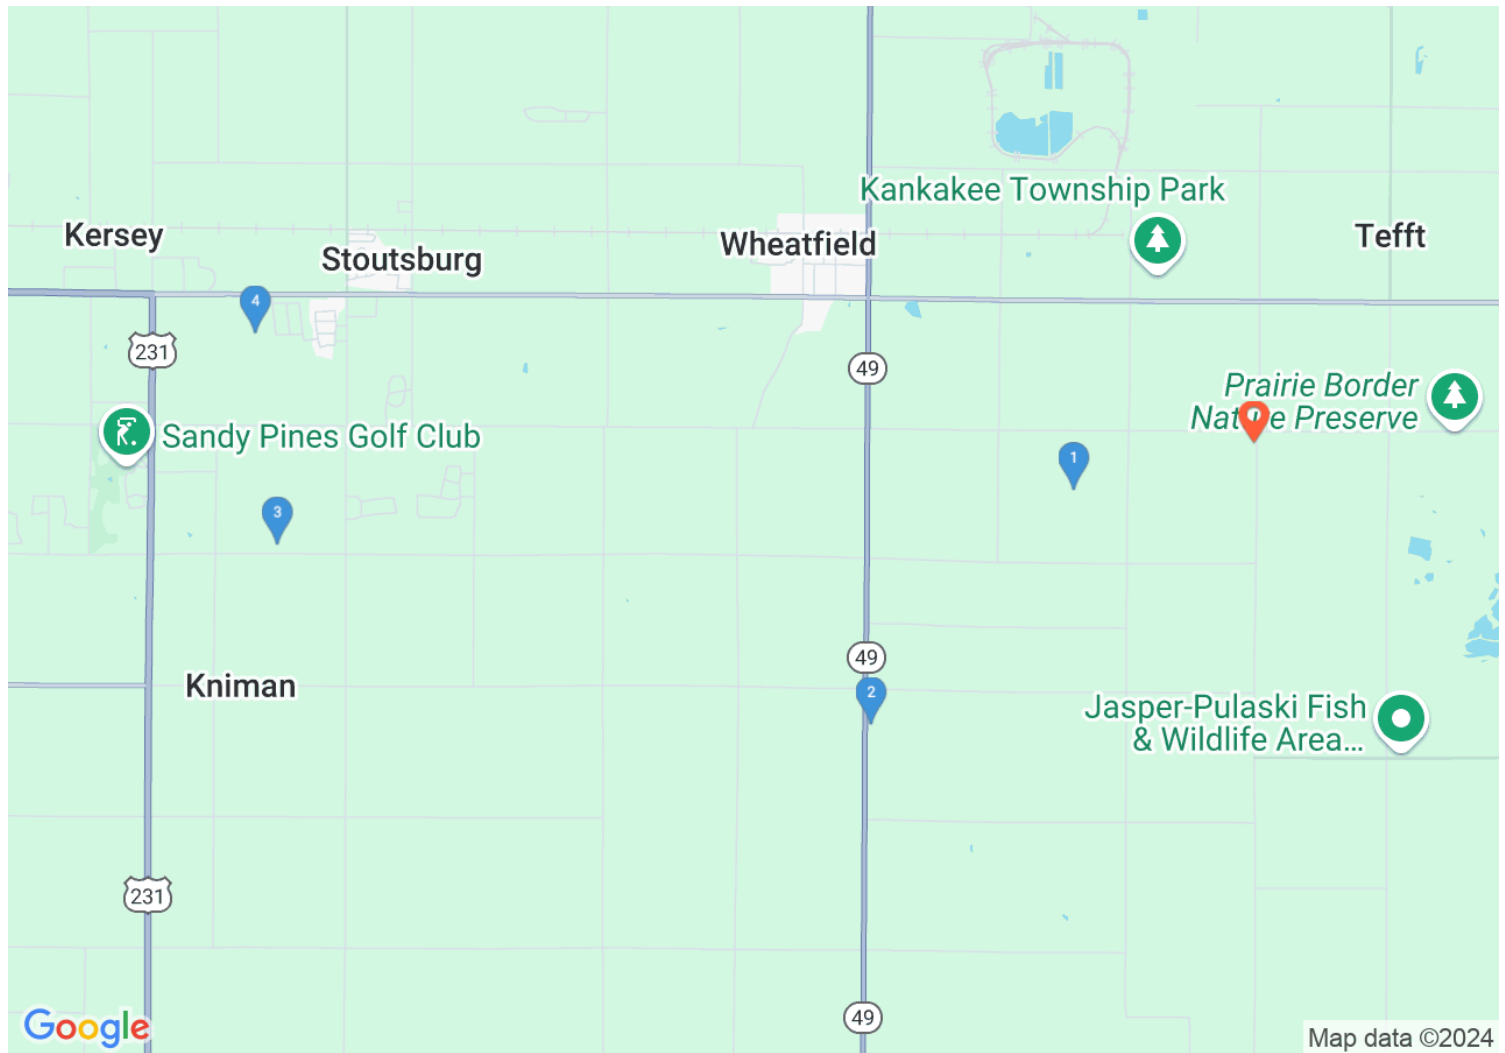 Kankakee Township Park
Kersey
Stoutsburg
Wheatfield
Tefft
4
231
49
Prairie Border
Nature Preserve
Sandy Pines Golf Club
1
3
49
Kniman
2
Jasper-Pulaski Fish
& Wildlife Area...
231
49
Google
Map data ©2024